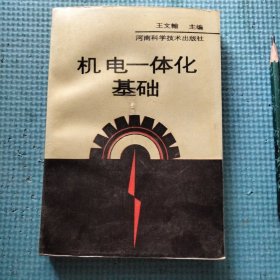 王文翰 主编
河南科学技术出版社
机电一体化
基础